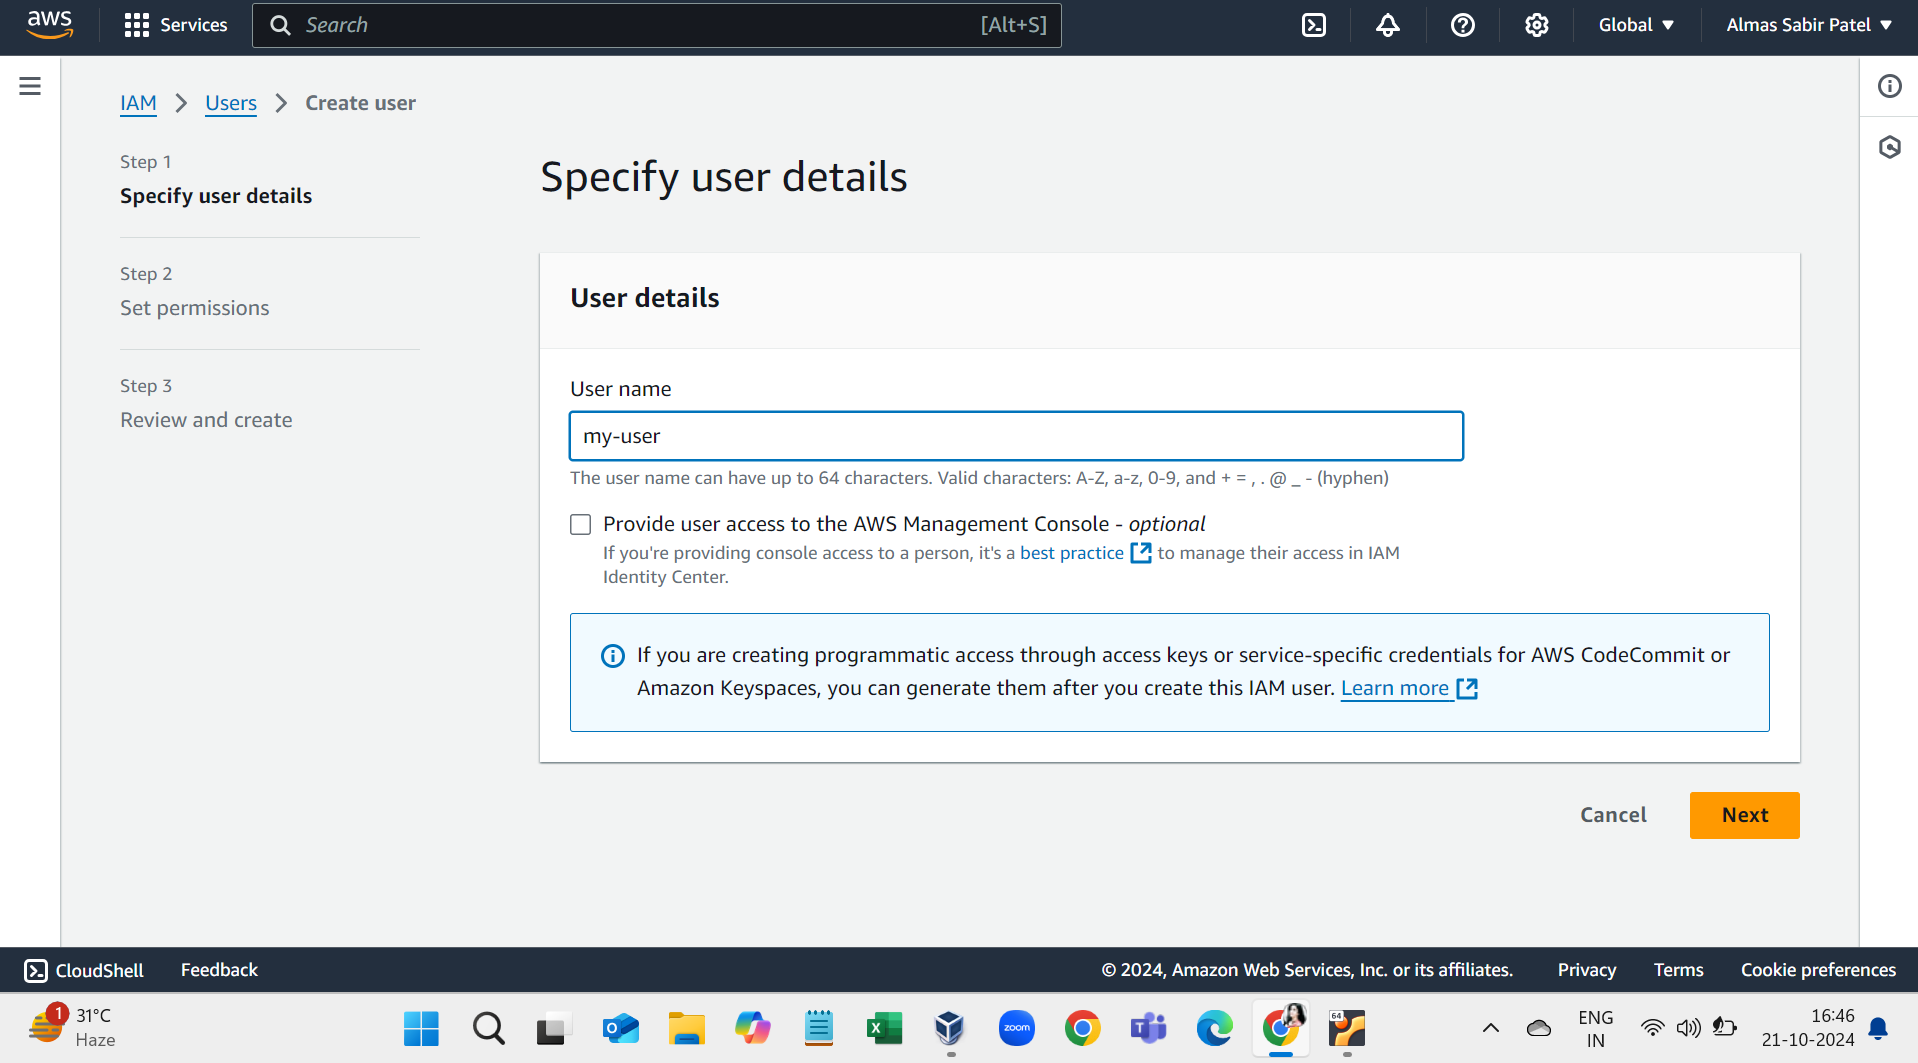 aws
Services
Search
[Alt+S]
Global
Almas Sabir Patel
IAM
Users
Create user
Step 1
Specify user details
Step 2
Set permissions
Step 3
Review and create
Specify user details
User details
User name
my-user
The user name can have up to 64 characters. Valid characters: A-Z, a-z, 0-9, and + = , . @ _ - (hyphen)
Provide user access to the AWS Management Console - optional
If you're providing console access to a person, it's a best practice to manage their access in IAM
Identity Center.
If you are creating programmatic access through access keys or service-specific credentials for AWS CodeCommit or
Amazon Keyspaces, you can generate them after you create this IAM user. Learn more
Cancel
Next
CloudShell
Feedback
© 2024, Amazon Web Services, Inc. or its affiliates.
Privacy
Terms
Cookie preferences
1
31°C
Haze
zoom
64
ENG
IN
16:46
21-10-2024